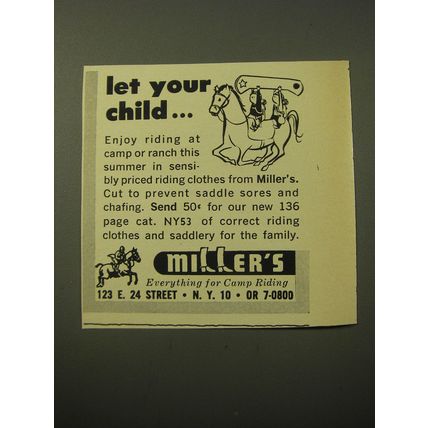 let your
child...
Enjoy riding at
camp or ranch this
summer in sensi-
bly priced riding clothes from Miller's.
Cut to prevent saddle sores and
chafing. Send 50¢ for our new 136
page cat. NY53 of correct riding
clothes and saddlery for the family.
MILLER'S
Everything for Camp Riding
123 E. 24 STREET • N. Y. 10 • OR 7-0800